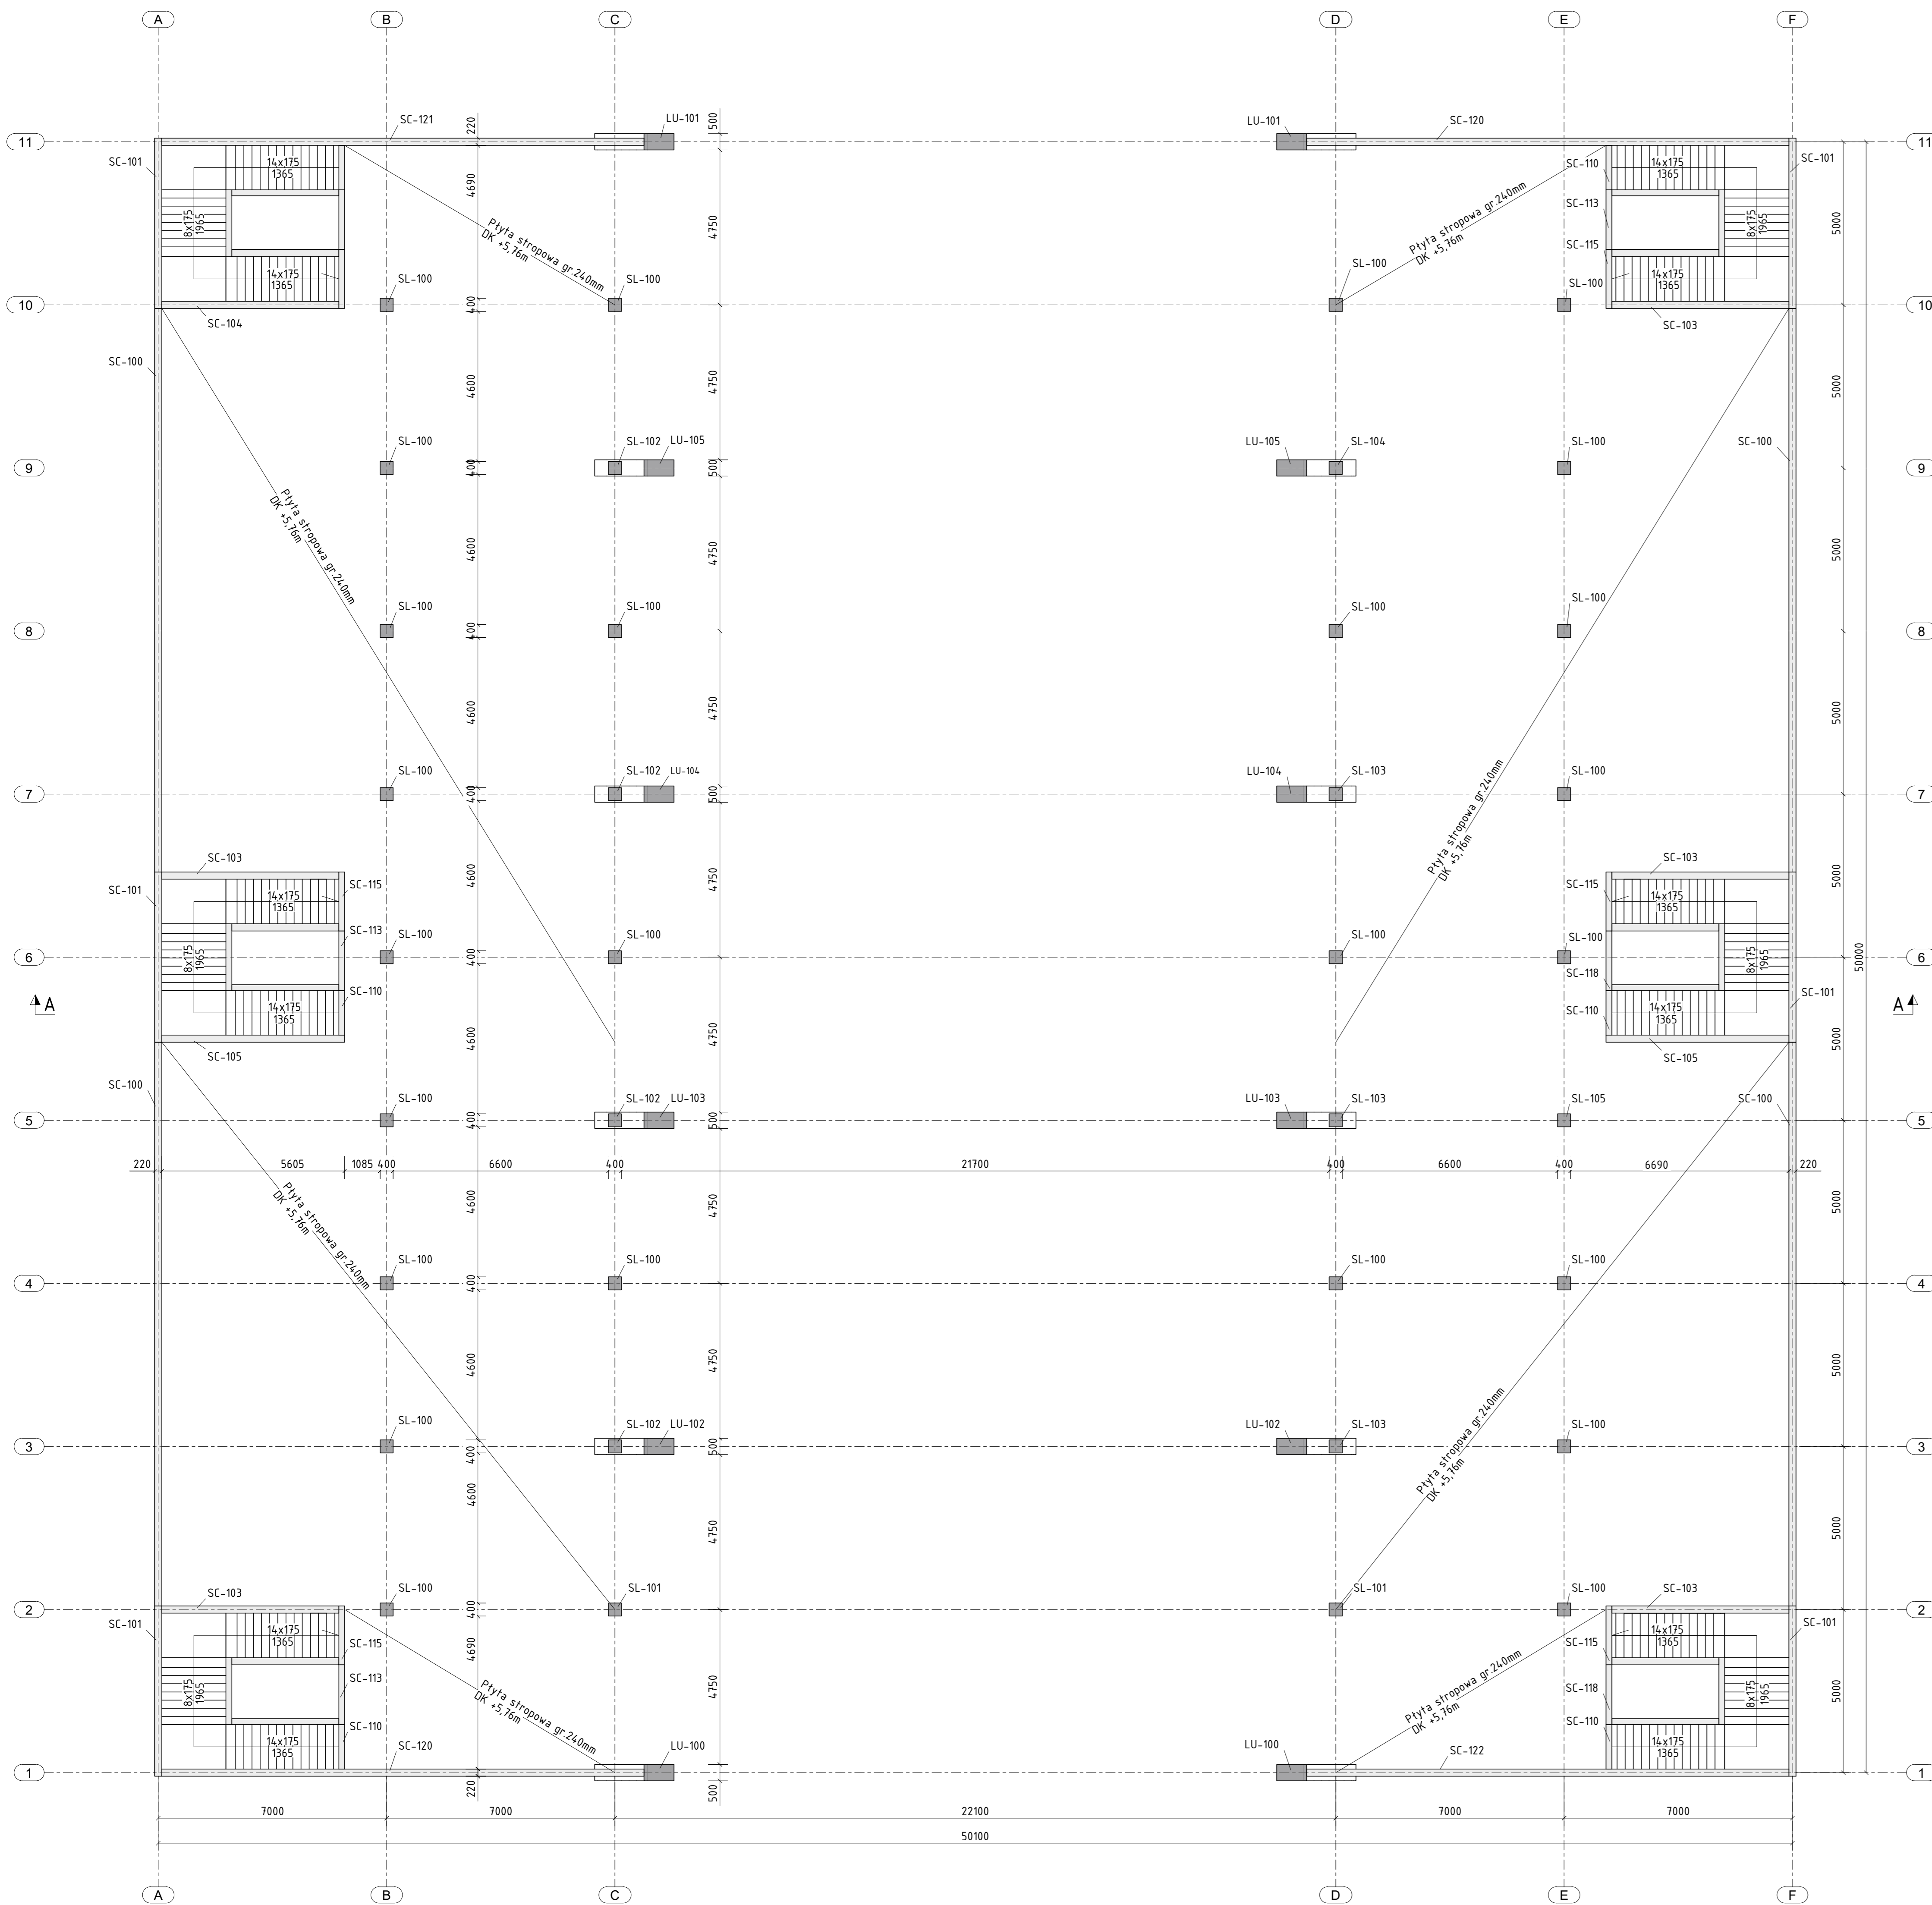 A
B
C
D
E
F
SC-121
220
LU-101
500
LU-101
SC-120
11
11
SC-101
14x175
1365
4690
SC-110
14x175
1365
SC-101
8x175
1965
Płyta stropowa gr.240mm
DK +5,76m
4750
Płyta stropowa gr.240mm
DK +5,76m
SC-113
8x175
1965
5000
SC-115
14x175
1365
SL-100
SL-100
SL-100
14x175
1365
SL-100
10
400
10
SC-104
SC-103
SC-100
4600
4750
5000
SL-100
SL-102
LU-105
LU-105
SL-104
SL-100
SC-100
9
400
500
9
Płyta stropowa gr.240mm
DK +5,76m
4600
4750
5000
SL-100
SL-100
SL-100
SL-100
8
400
8
4600
4750
5000
SL-100
SL-102
LU-104
LU-104
SL-103
SL-100
7
400
500
7
Płyta stropowa gr.240mm
DK +5,76m
SC-103
4600
4750
SC-103
5000
SC-101
14x175
1365
SC-115
SC-115
14x175
1365
8x175
1965
SC-113
SL-100
SL-100
SL-100
SL-100
8x175
1965
6
400
6
50000
SC-118
A
SC-110
14x175
1365
SC-110
14x175
1365
SC-101
A
SC-105
4600
4750
SC-105
5000
SC-100
SL-100
SL-102
LU-103
LU-103
SL-103
SL-105
SC-100
5
400
500
5
220
5605
1085
400
6600
400
21700
400
6600
400
6690
220
Płyta stropowa gr.240mm
DK +5,76m
4600
4750
5000
SL-100
SL-100
SL-100
SL-100
4
400
4
4600
4750
5000
Płyta stropowa gr.240mm
DK +5,76m
SL-100
SL-102
LU-102
LU-102
SL-103
SL-100
3
400
500
3
4600
4750
5000
SC-103
SL-100
SL-101
SL-101
SL-100
SC-103
2
400
2
SC-101
14x175
1365
SC-115
4690
SC-115
14x175
1365
SC-101
8x175
1965
SC-113
Płyta stropowa gr.240mm
DK +5,76m
4750
Płyta stropowa gr.240mm
DK +5,76m
SC-118
8x175
1965
5000
SC-110
14x175
1365
SC-110
14x175
1365
SC-120
LU-100
LU-100
SC-122
1
220
500
1
7000
7000
22100
7000
7000
50100
A
B
C
D
E
F